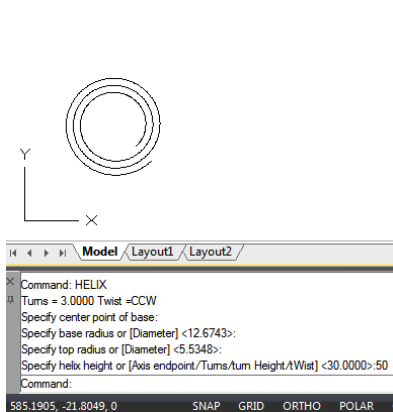 Y
X
Model Layout1 Layout2
Command: HELIX
Turns = 3.0000 Twist =CCW
Specify center point of base:
Specify base radius or [Diameter] <12.6743>:
Specify top radius or [Diameter] <5.5348>:
Specify helix height or [Axis endpoint/Turns/turn Height/tWist] <30.0000>:50
Command:
585.1905, -21.8049, 0 SNAP GRID ORTHO POLAR